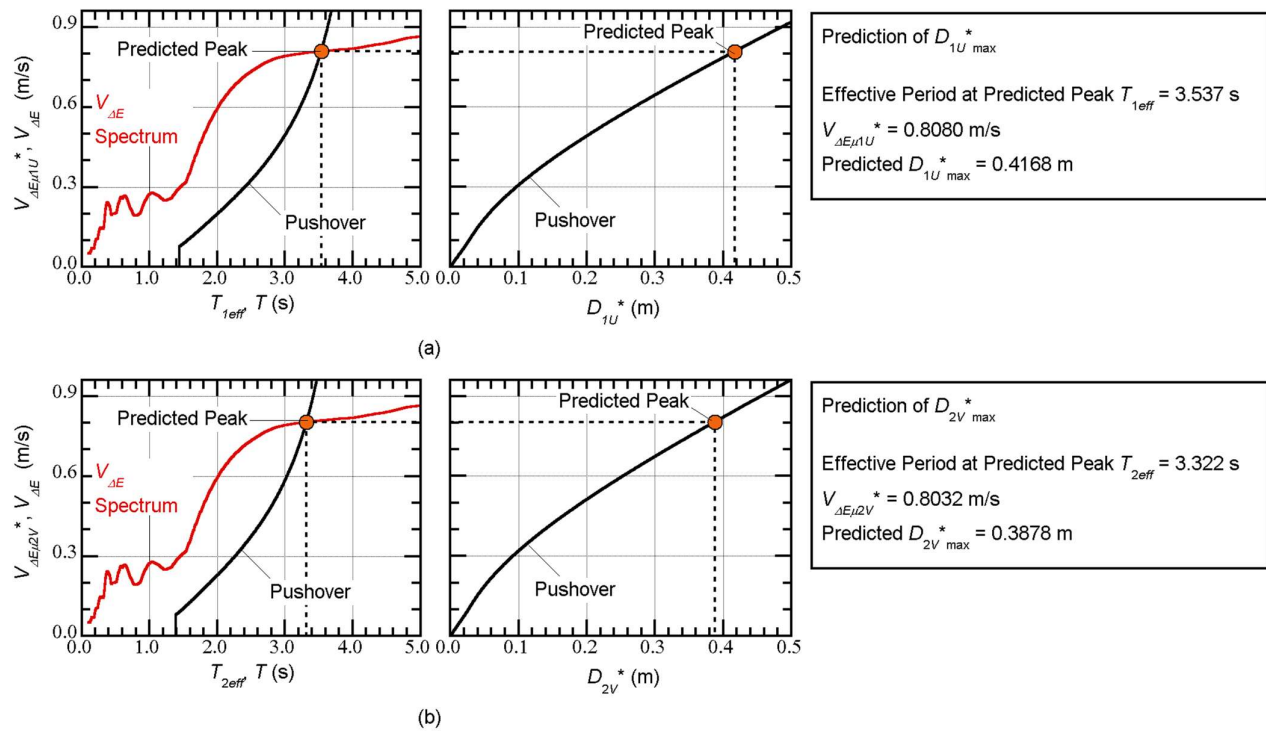 0.9
0.6
0.3
0.0
V_ΔEμ1U*, V_ΔE (m/s)
Predicted Peak
V_ΔE
Spectrum
Pushover
0.0 1.0 2.0 3.0 4.0 5.0
T_1eff, T (s)
Predicted Peak
Pushover
0.0 0.1 0.2 0.3 0.4 0.5
D_1U* (m)
Prediction of D_1U*max
Effective Period at Predicted Peak T_1eff = 3.537 s
V_ΔEμ1U* = 0.8080 m/s
Predicted D_1U*max = 0.4168 m
(a)
0.9
0.6
0.3
0.0
V_ΔEμ2V*, V_ΔE (m/s)
Predicted Peak
V_ΔE
Spectrum
Pushover
0.0 1.0 2.0 3.0 4.0 5.0
T_2eff, T (s)
Predicted Peak
Pushover
0.0 0.1 0.2 0.3 0.4 0.5
D_2V* (m)
Prediction of D_2V*max
Effective Period at Predicted Peak T_2eff = 3.322 s
V_ΔEμ2V* = 0.8032 m/s
Predicted D_2V*max = 0.3878 m
(b)